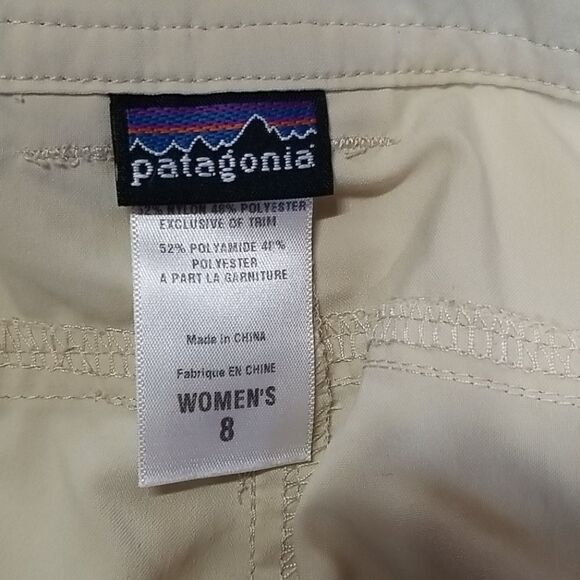 patagonia
52% NYLON 48% POLYESTER
EXCLUSIVE OF TRIM
52% POLYAMIDE 48%
POLYESTER
A PART LA GARNITURE
Made in CHINA
Fabrique EN CHINE
WOMEN'S
8